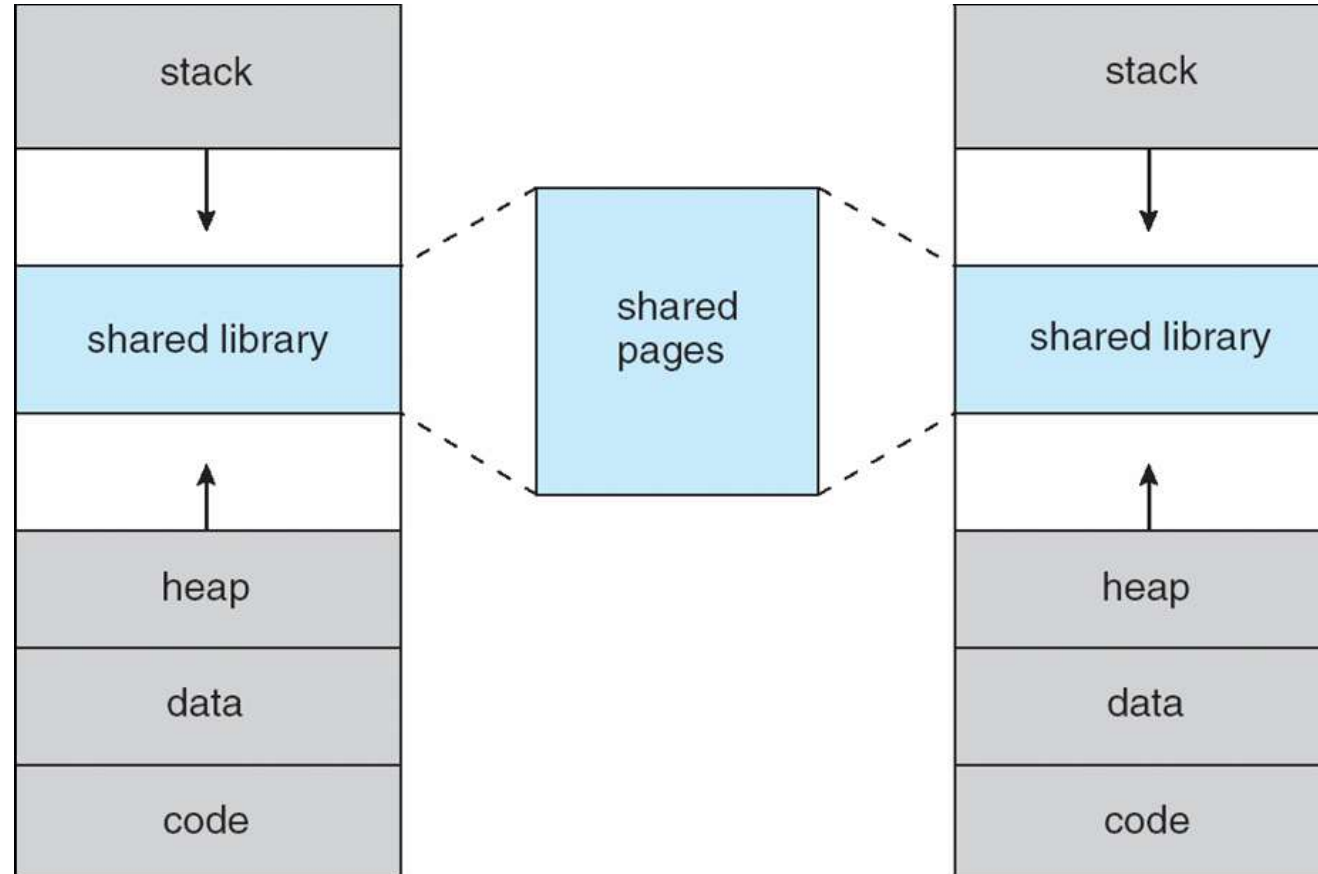 stack
shared library
heap
data
code
shared
pages
stack
shared library
heap
data
code